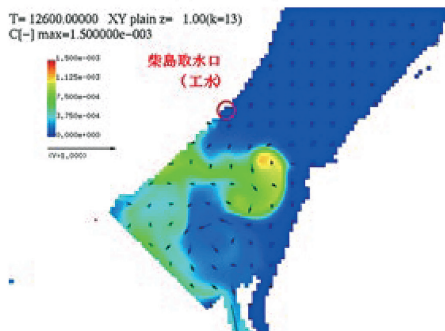 T= 12600.00000 XY plain z= 1.00(k=13)
C[-] max=1.500000e-003
1.500e-003
1.125e-003
7.500e-004
3.750e-004
0.000e+000
(V=1.000)
柴島取水口
（工水）